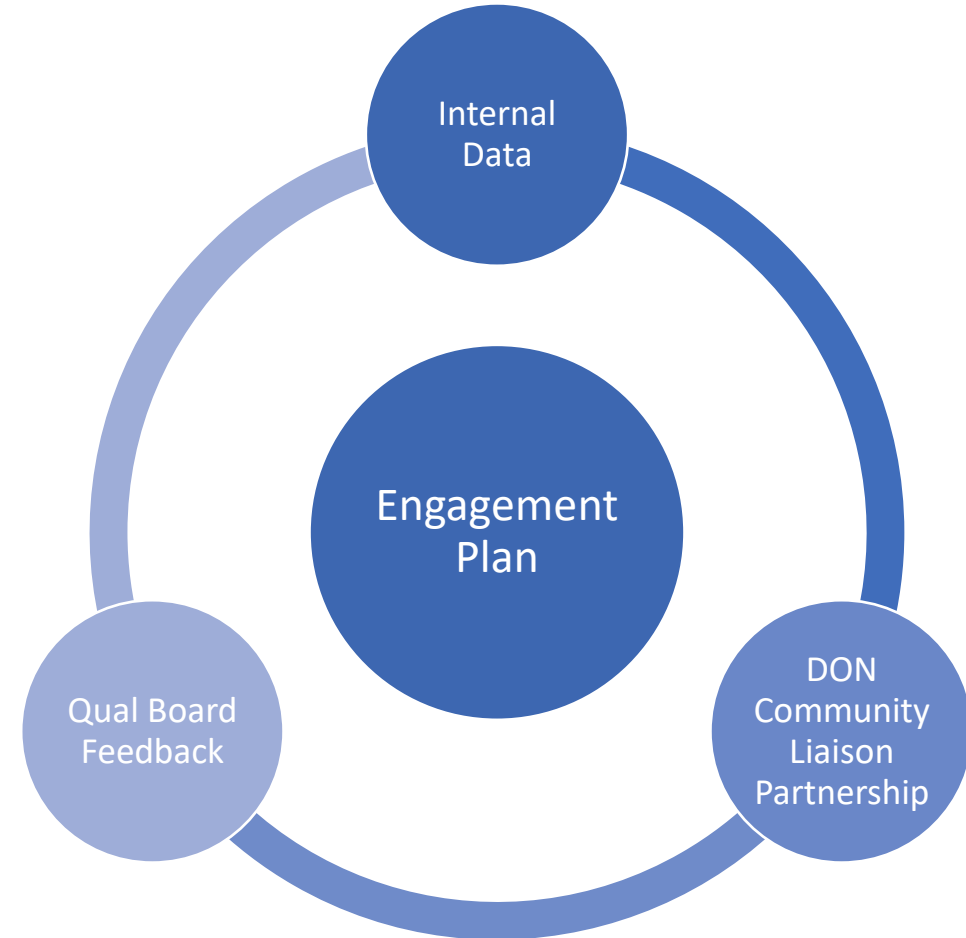 Internal
Data
Engagement
Plan
Qual Board
Feedback
DON
Community
Liaison
Partnership